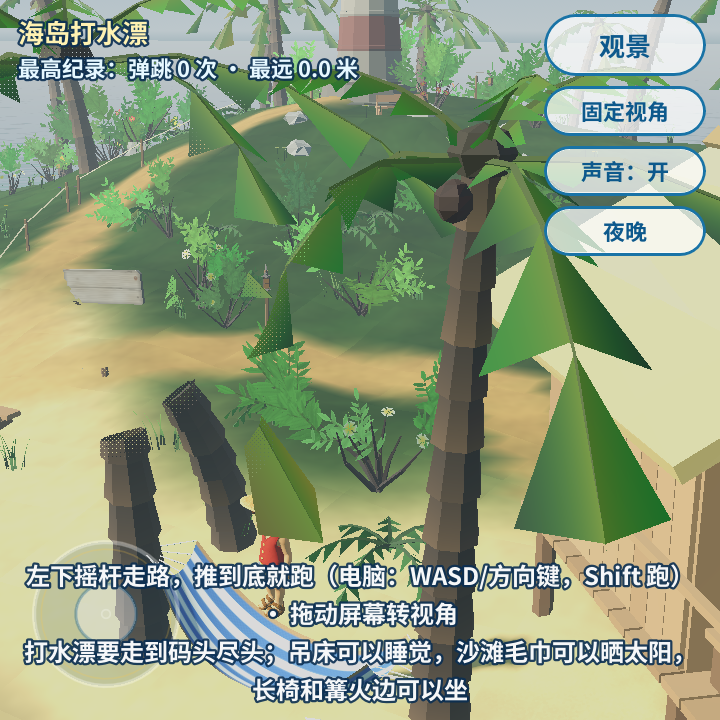 海岛打水漂
最高纪录：弹跳 0 次 · 最远 0.0 米
观景
固定视角
声音：开
夜晚
左下摇杆走路，推到底就跑（电脑：WASD/方向键，Shift 跑）
· 拖动屏幕转视角
打水漂要走到码头尽头；吊床可以睡觉，沙滩毛巾可以晒太阳，
长椅和篝火边可以坐